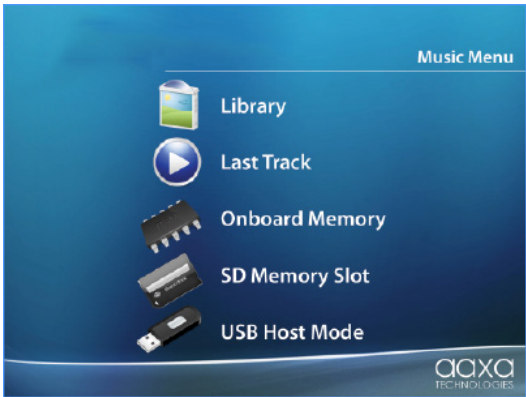 Music Menu
Library
Last Track
Onboard Memory
SD Memory Slot
USB Host Mode
aaxa
TECHNOLOGIES